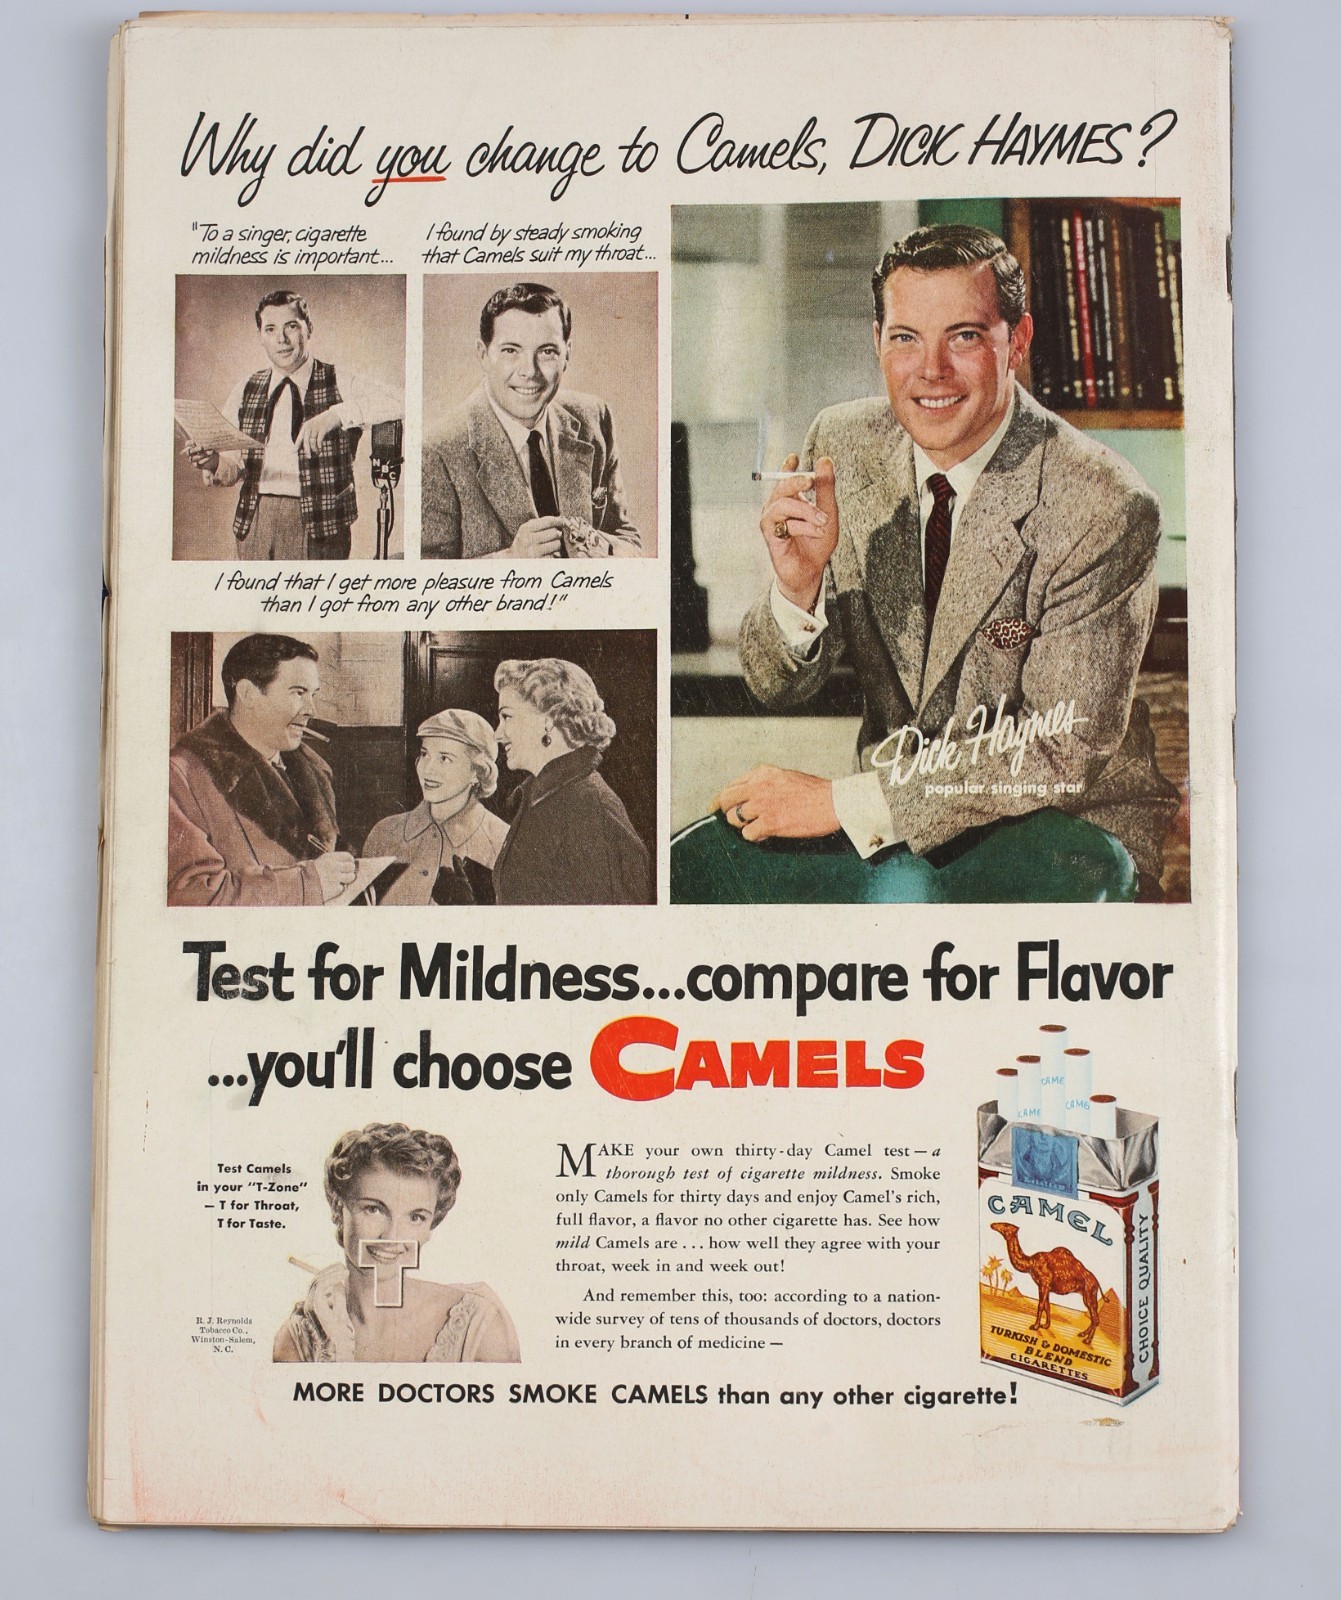 Why did you change to Camels, DICK HAYMES?
"To a singer, cigarette
mildness is important...
I found by steady smoking
that Camels suit my throat...
NBC
I found that I get more pleasure from Camels
than I got from any other brand!"
Dick Haymes
popular singing star
Test for Mildness...compare for Flavor
...you'll choose CAMELS
Test Camels
in your "T-Zone"
— T for Throat,
T for Taste.
T
R. J. Reynolds
Tobacco Co.,
Winston-Salem,
N. C.
MAKE your own thirty-day Camel test — a
thorough test of cigarette mildness. Smoke
only Camels for thirty days and enjoy Camel's rich,
full flavor, a flavor no other cigarette has. See how
mild Camels are . . . how well they agree with your
throat, week in and week out!
And remember this, too: according to a nation-
wide survey of tens of thousands of doctors, doctors
in every branch of medicine —
CAME
CAME
CAME
CAMEL
TURKISH & DOMESTIC
BLEND
CIGARETTES
CHOICE QUALITY
MORE DOCTORS SMOKE CAMELS than any other cigarette!